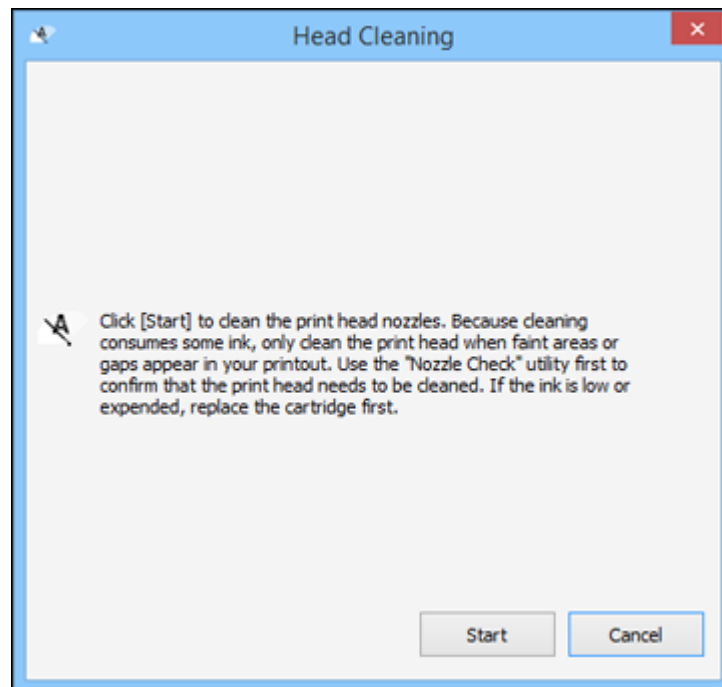 Head Cleaning
Click [Start] to clean the print head nozzles. Because cleaning
consumes some ink, only clean the print head when faint areas or
gaps appear in your printout. Use the "Nozzle Check" utility first to
confirm that the print head needs to be cleaned. If the ink is low or
expended, replace the cartridge first.
Start Cancel